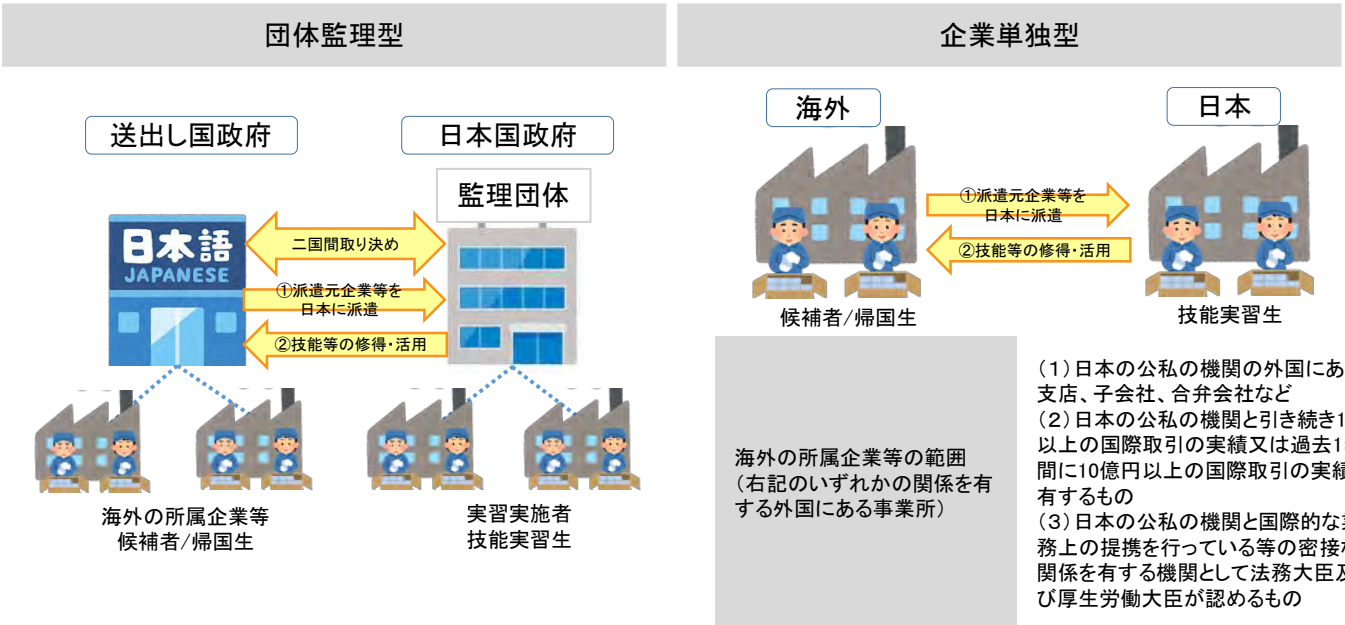 団体監理型
送出し国政府
日本国政府
監理団体
日本語
JAPANESE
二国間取り決め
①派遣元企業等を
日本に派遣
②技能等の修得・活用
海外の所属企業等
候補者/帰国生
実習実施者
技能実習生
企業単独型
海外
日本
①派遣元企業等を
日本に派遣
②技能等の修得・活用
候補者/帰国生
技能実習生
海外の所属企業等の範囲
(右記のいずれかの関係を有
する外国にある事業所)
(1)日本の公私の機関の外国にあ
支店、子会社、合弁会社など
(2)日本の公私の機関と引き続き1
以上の国際取引の実績又は過去1
間に10億円以上の国際取引の実績
有するもの
(3)日本の公私の機関と国際的な
務上の提携を行っている等の密接
関係を有する機関として法務大臣及
び厚生労働大臣が認めるもの